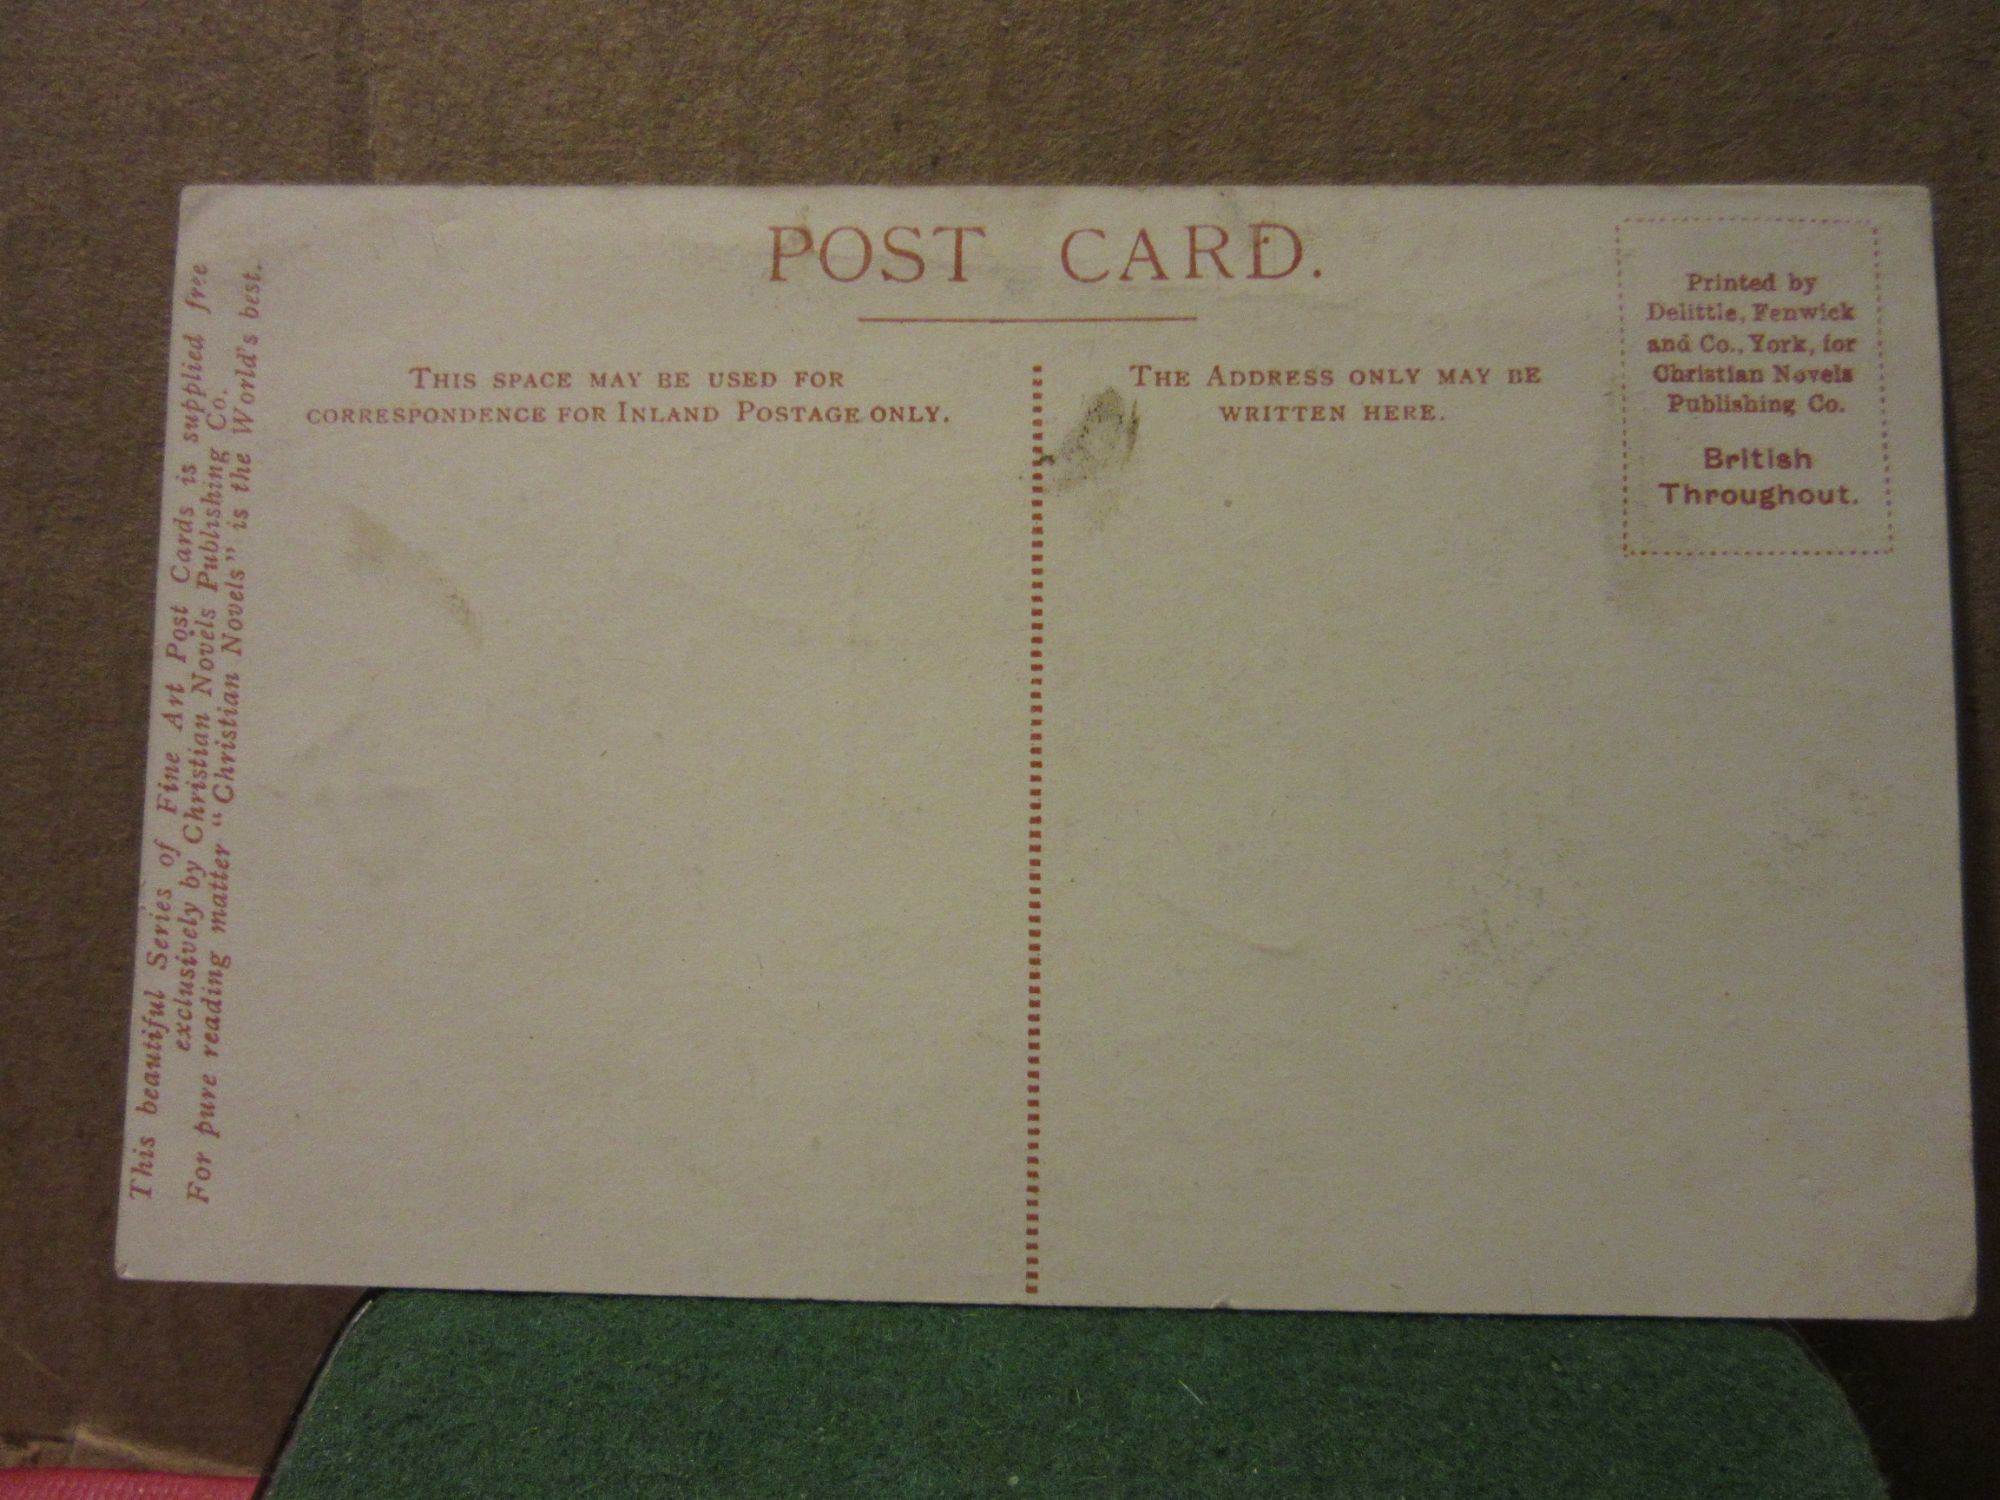 POST CARD.
THIS SPACE MAY BE USED FOR
CORRESPONDENCE FOR INLAND POSTAGE ONLY.
THE ADDRESS ONLY MAY BE
WRITTEN HERE.
Printed by
Delittle, Fenwick
and Co., York, for
Christian Novels
Publishing Co.
British
Throughout.
This beautiful Series of Fine Art Post Cards is supplied free
exclusively by Christian Novels Publishing Co.
For pure reading matter "Christian Novels" is the World's best.